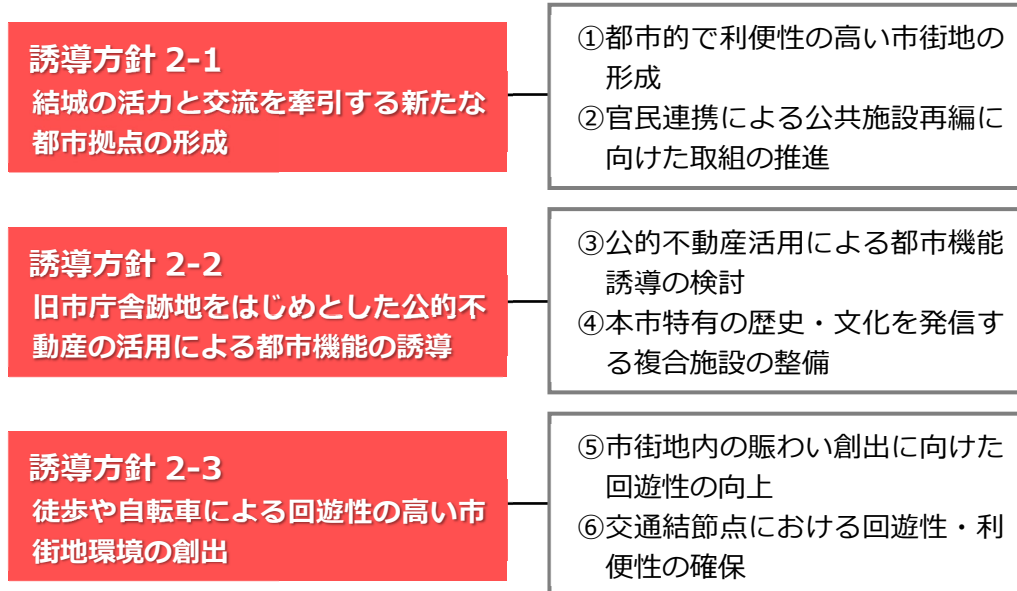 誘導方針 2-1
結城の活力と交流を牽引する新たな
都市拠点の形成
①都市的で利便性の高い市街地の
形成
②官民連携による公共施設再編に
向けた取組の推進
誘導方針 2-2
旧市庁舎跡地をはじめとした公的不
動産の活用による都市機能の誘導
③公的不動産活用による都市機能
誘導の検討
④本市特有の歴史・文化を発信す
る複合施設の整備
誘導方針 2-3
徒歩や自転車による回遊性の高い市
街地環境の創出
⑤市街地内の賑わい創出に向けた
回遊性の向上
⑥交通結節点における回遊性・利
便性の確保